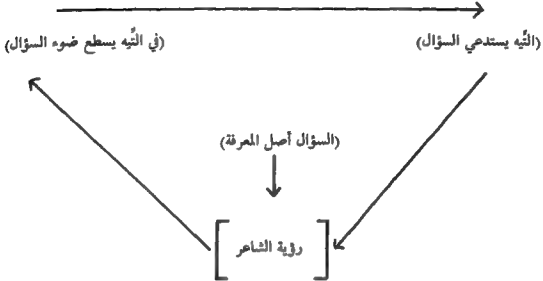 (التِّيه يستدعي السؤال)
(في التِّيه يسطع ضوء السؤال)
(السؤال أصل المعرفة)
[رؤية الشاعر]